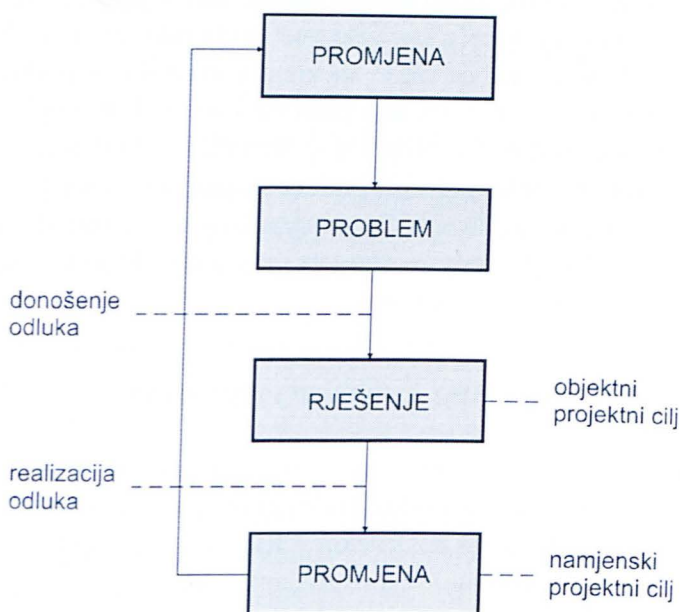 PROMJENA
PROBLEM
donošenje
odluka
RJEŠENJE
objektni
projektni cilj
realizacija
odluka
PROMJENA
namjenski
projektni cilj